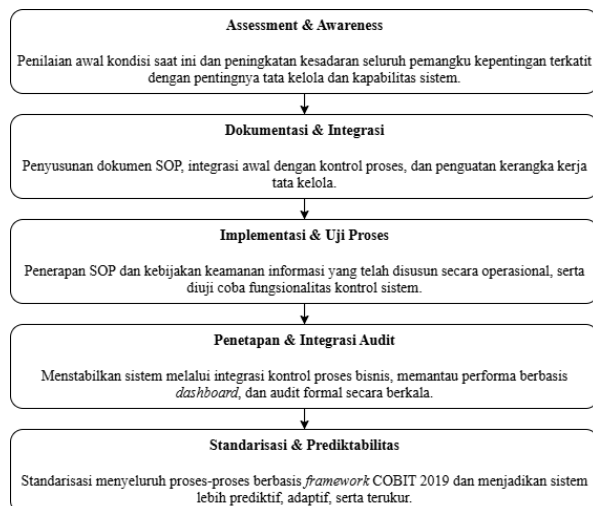 Assessment & Awareness
Penilaian awal kondisi saat ini dan peningkatan kesadaran seluruh pemangku kepentingan terkatit
dengan pentingnya tata kelola dan kapabilitas sistem.
Dokumentasi & Integrasi
Penyusunan dokumen SOP, integrasi awal dengan kontrol proses, dan penguatan kerangka kerja
tata kelola.
Implementasi & Uji Proses
Penerapan SOP dan kebijakan keamanan informasi yang telah disusun secara operasional, serta
diuji coba fungsionalitas kontrol sistem.
Penetapan & Integrasi Audit
Menstabilkan sistem melalui integrasi kontrol proses bisnis, memantau performa berbasis
dashboard, dan audit formal secara berkala.
Standarisasi & Prediktabilitas
Standarisasi menyeluruh proses-proses berbasis framework COBIT 2019 dan menjadikan sistem
lebih prediktif, adaptif, serta terukur.